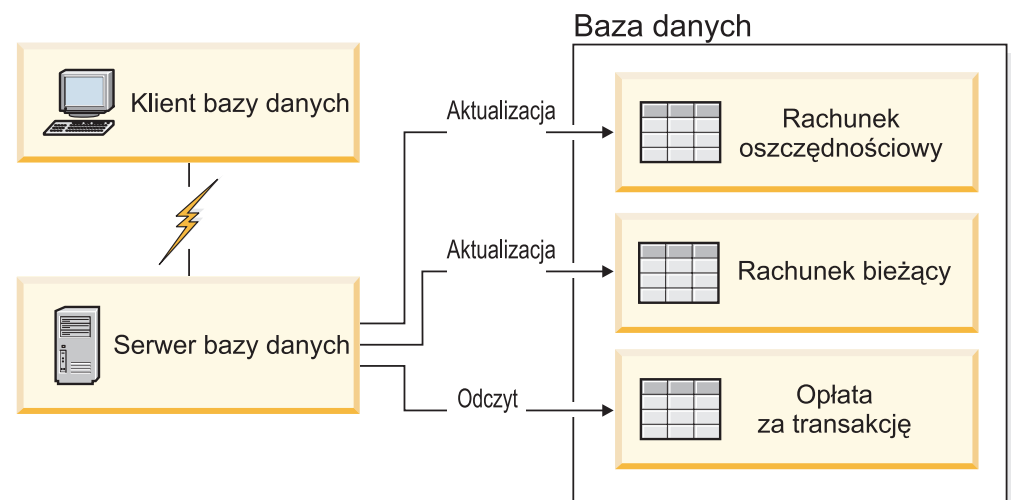 Baza danych
Klient bazy danych
Aktualizacja
Rachunek
oszczędnościowy
Aktualizacja
Rachunek bieżący
Serwer bazy danych
Odczyt
Opłata
za transakcję